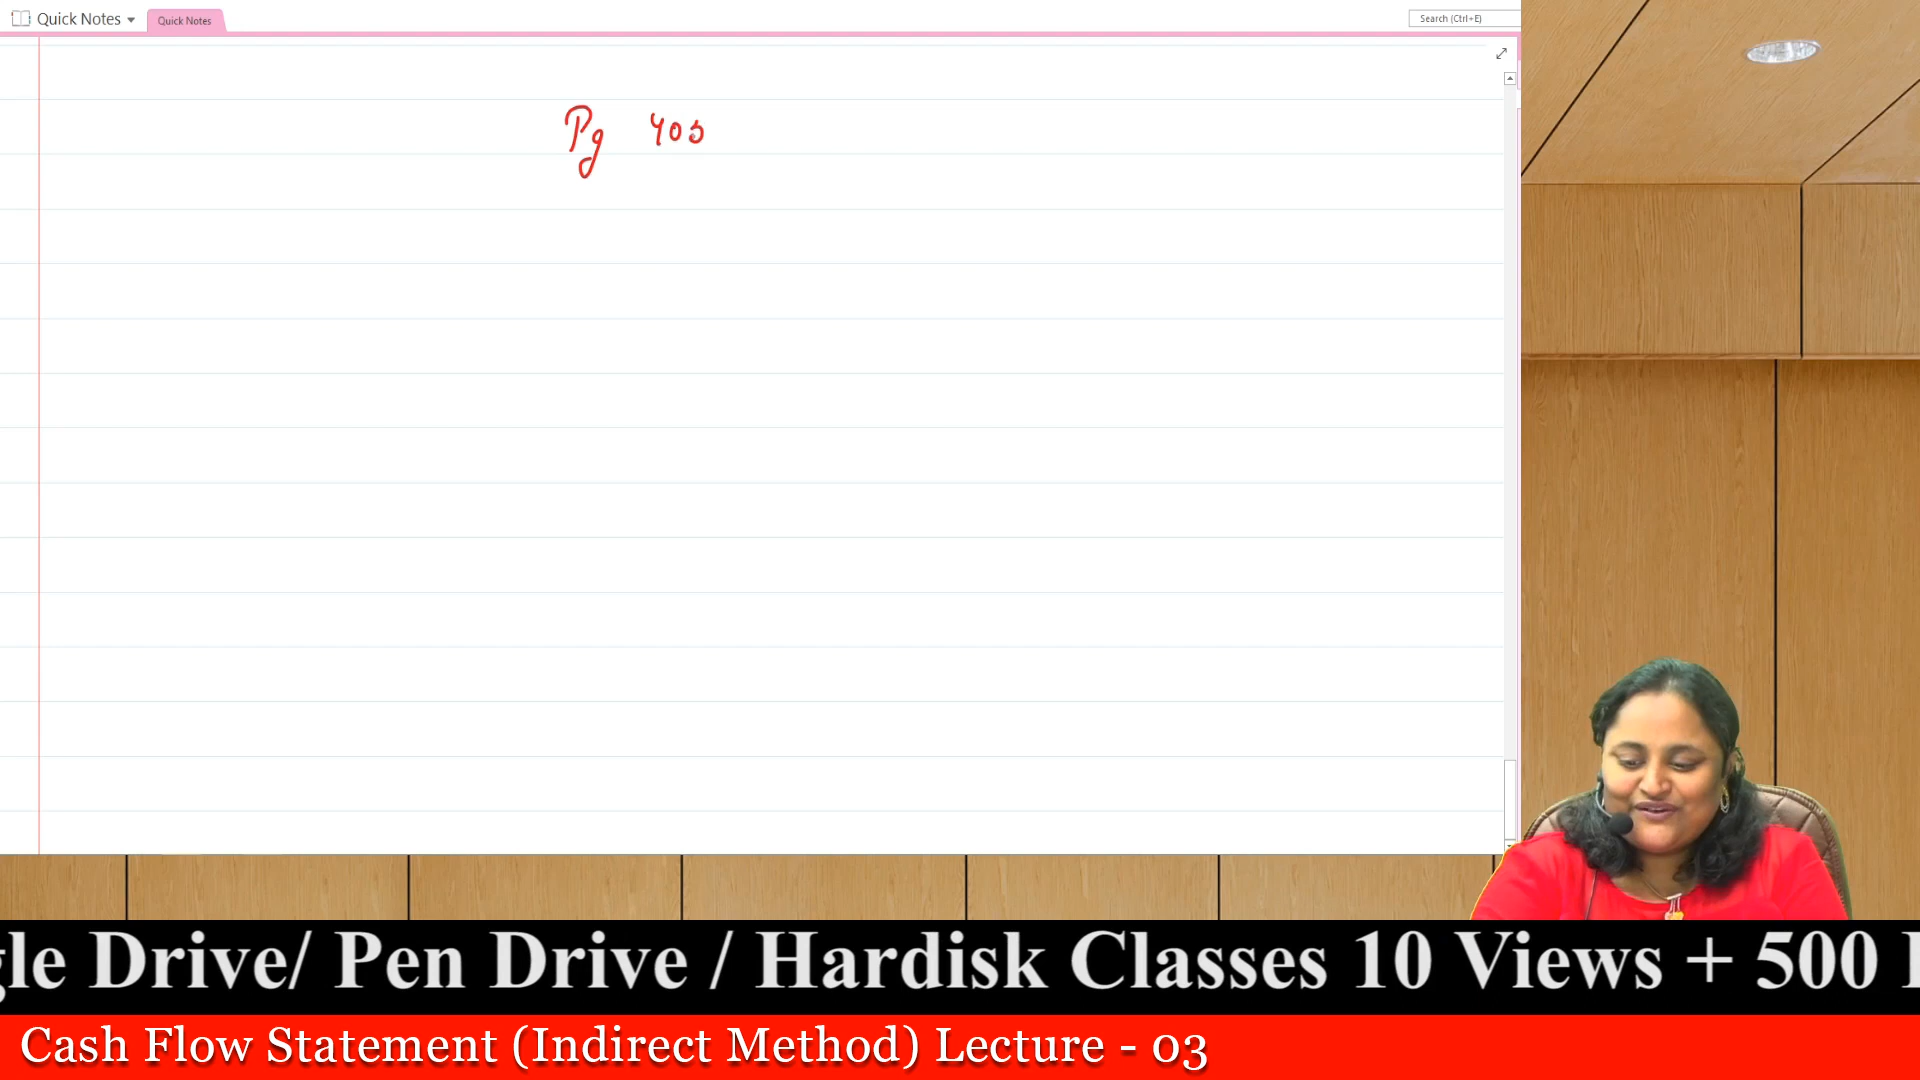 Quick Notes
Quick Notes
Search (Ctrl+E)
Pg 405
gle Drive/ Pen Drive / Hardisk Classes 10 Views + 500
Cash Flow Statement (Indirect Method) Lecture - 03